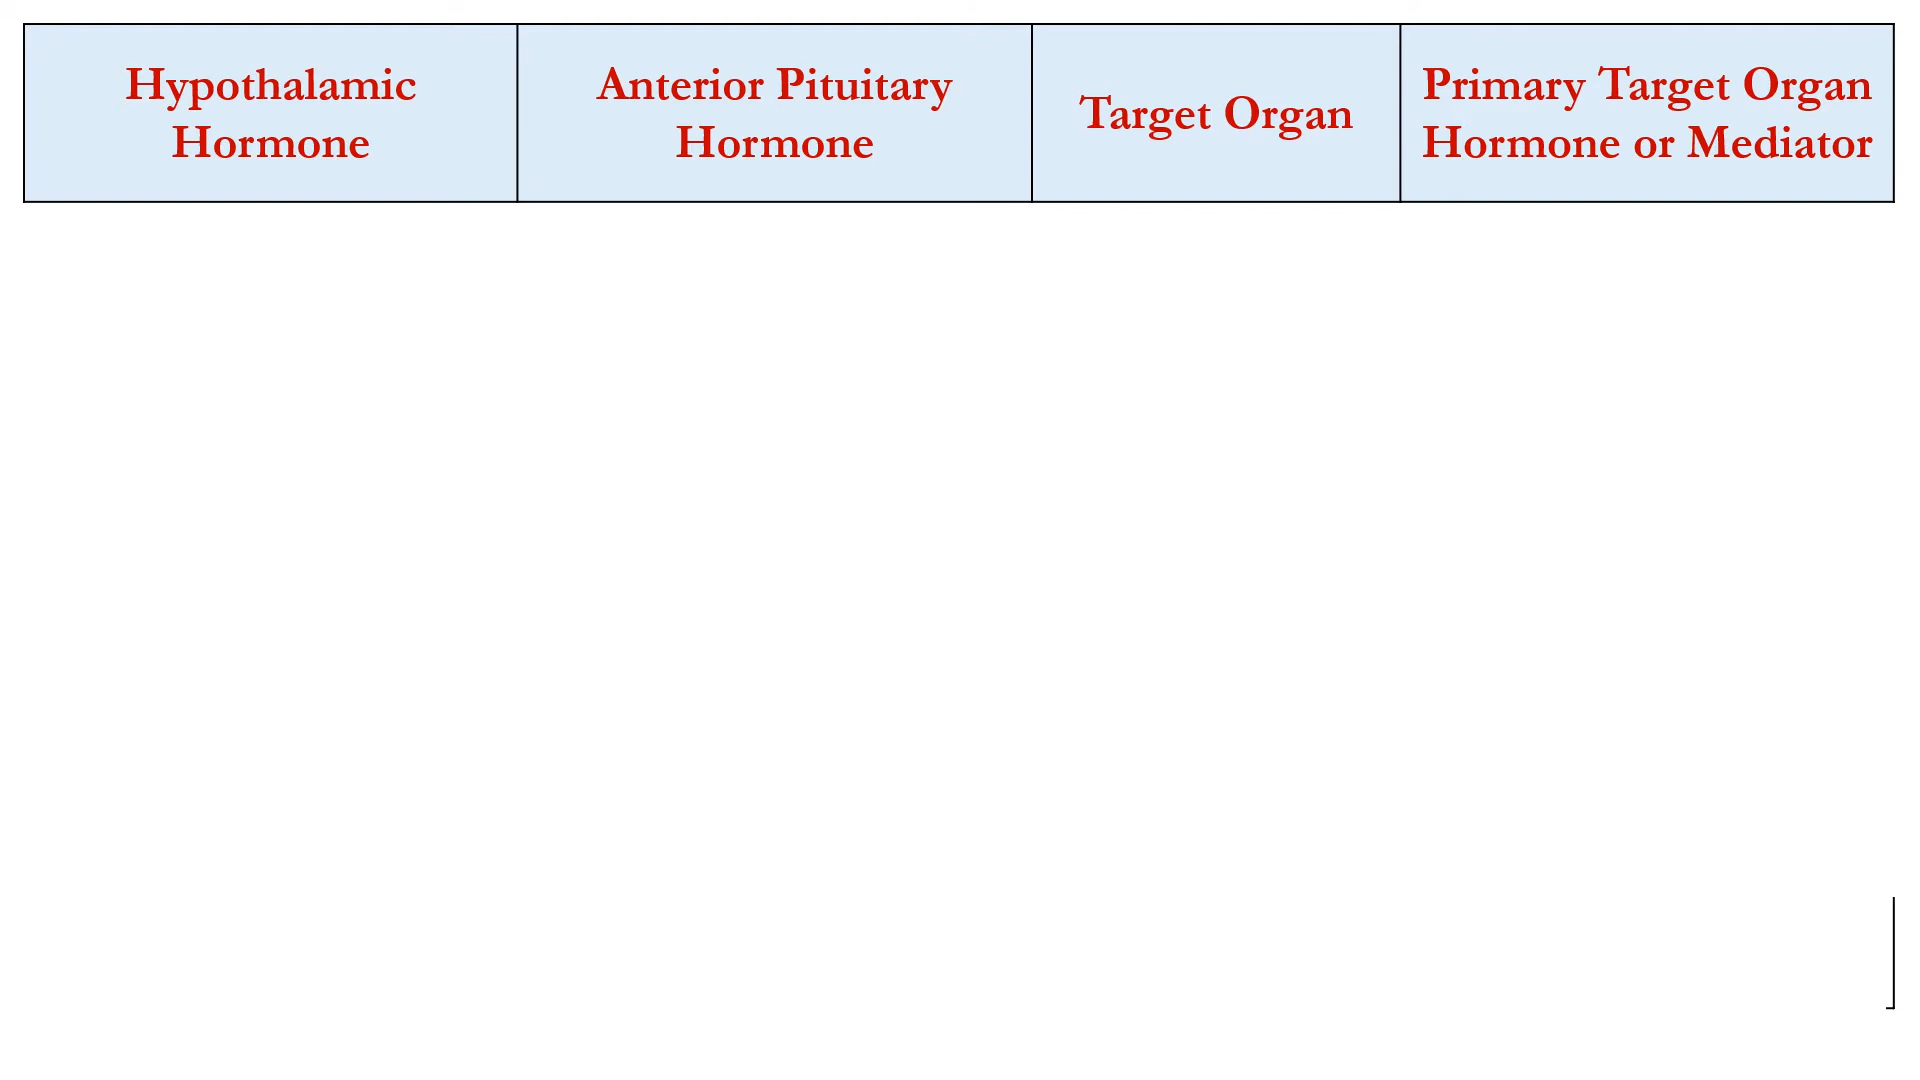 Hypothalamic
Hormone
Anterior Pituitary
Hormone
Target Organ
Primary Target Organ
Hormone or Mediator